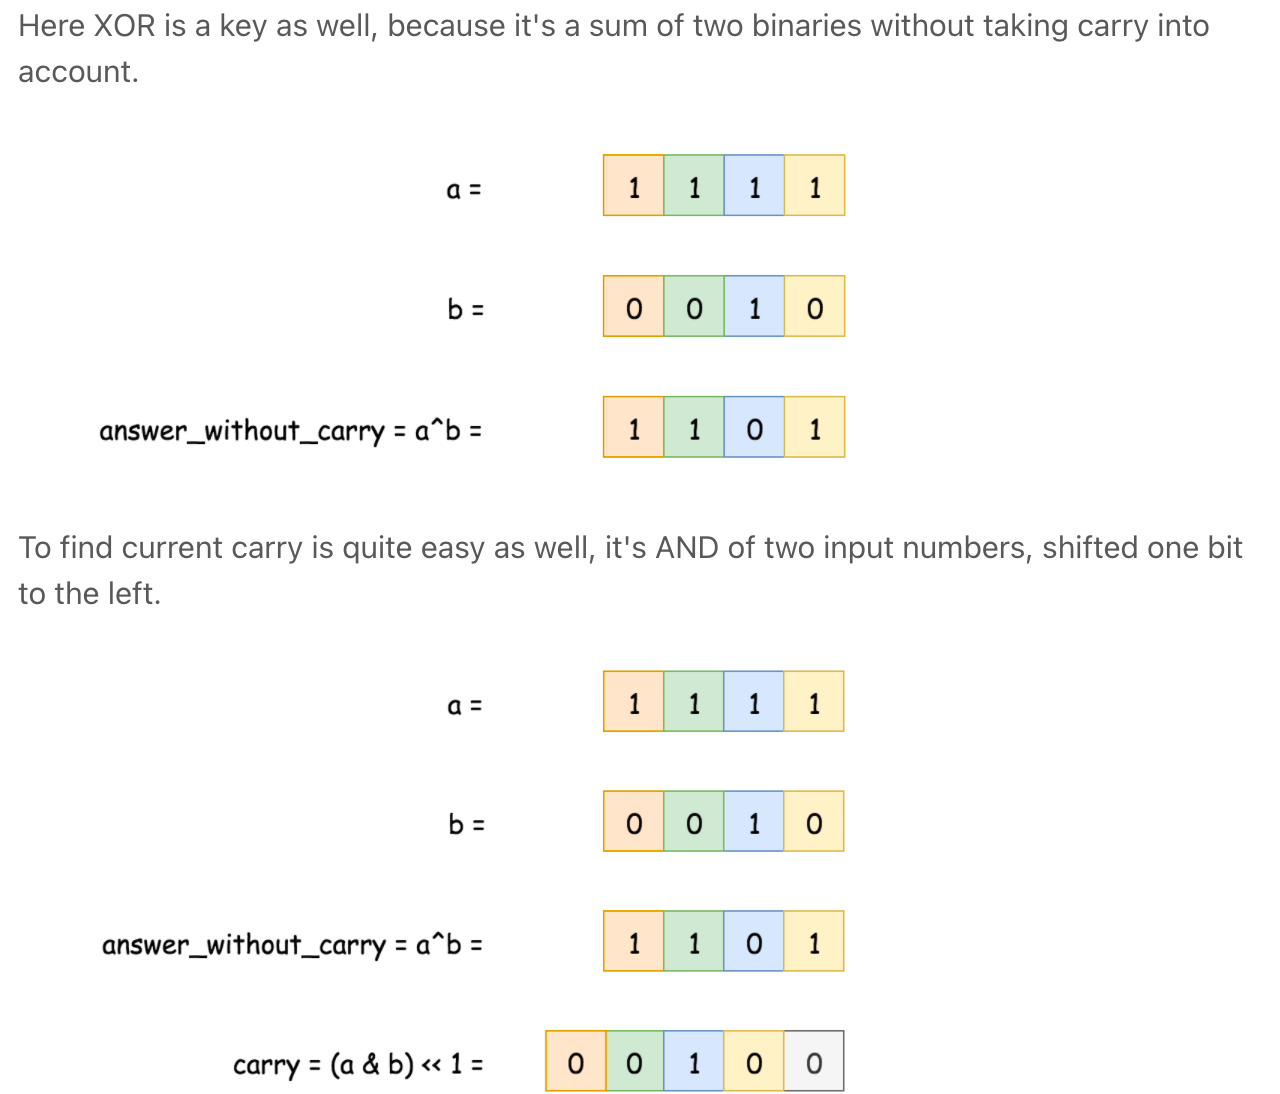 Here XOR is a key as well, because it's a sum of two binaries without taking carry into
account.
a = 1 1 1 1
b = 0 0 1 0
answer_without_carry = a^b = 1 1 0 1
To find current carry is quite easy as well, it's AND of two input numbers, shifted one bit
to the left.
a = 1 1 1 1
b = 0 0 1 0
answer_without_carry = a^b = 1 1 0 1
carry = (a & b) << 1 = 0 0 1 0 0